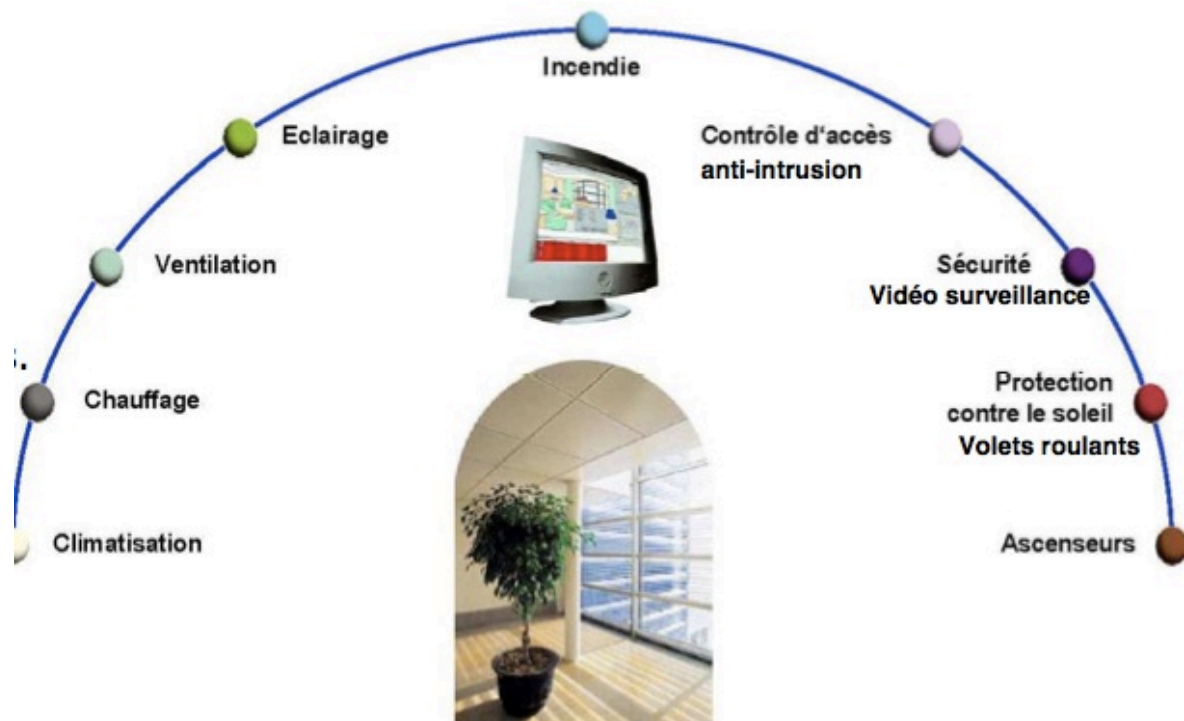 Incendie
Eclairage
Contrôle d'accès
anti-intrusion
Ventilation
Sécurité
Vidéo surveillance
Chauffage
Protection
contre le soleil
Volets roulants
Climatisation
Ascenseurs